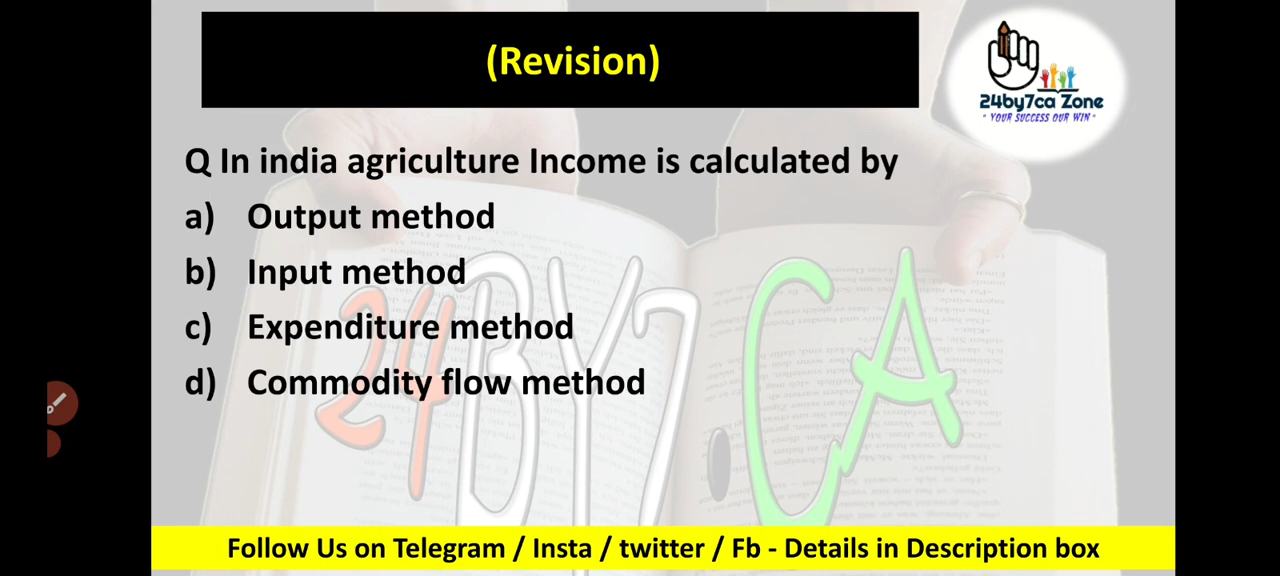 (Revision)
24by7ca Zone
"YOUR SUCCESS OUR WIN"
Q In india agriculture Income is calculated by
a) Output method
b) Input method
c) Expenditure method
d) Commodity flow method
24BY7.CA
Follow Us on Telegram / Insta / twitter / Fb - Details in Description box